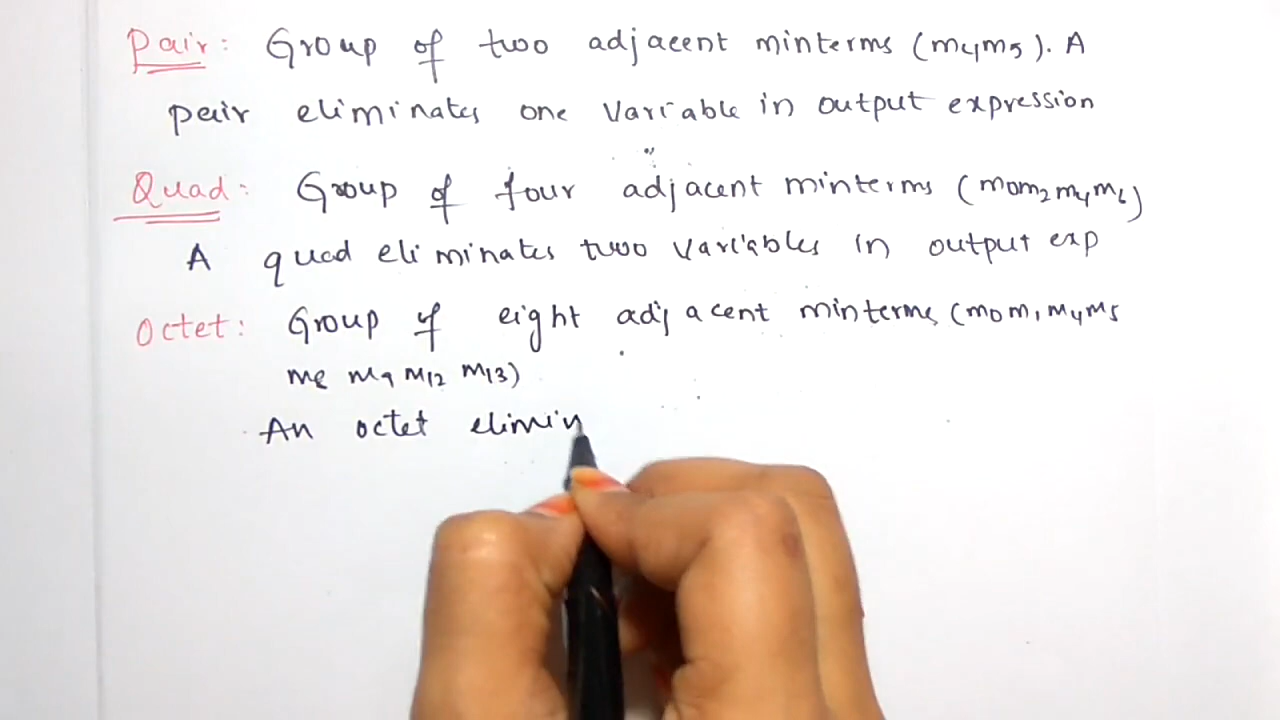 Pair: Group of two adjacent minterms (m4m5). A
pair eliminates one variable in output expression
Quad: Group of four adjacent minterms (m0m2m4m6)
A quad eliminates two variables in output exp
Octet: Group of eight adjacent minterms (m0m1m4m5
m8 m9 m12 m13)
An octet elimin